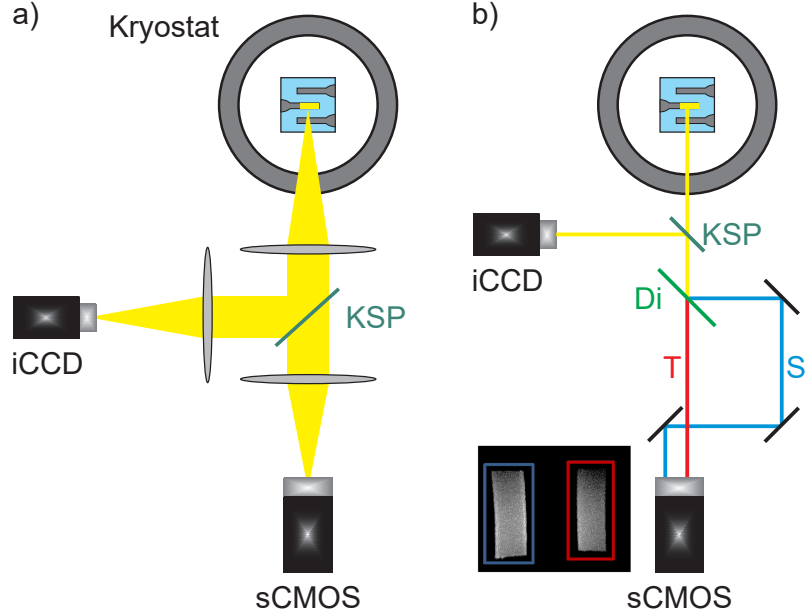 a)
Kryostat
KSP
iCCD
sCMOS
b)
KSP
iCCD
Di
T
S
sCMOS